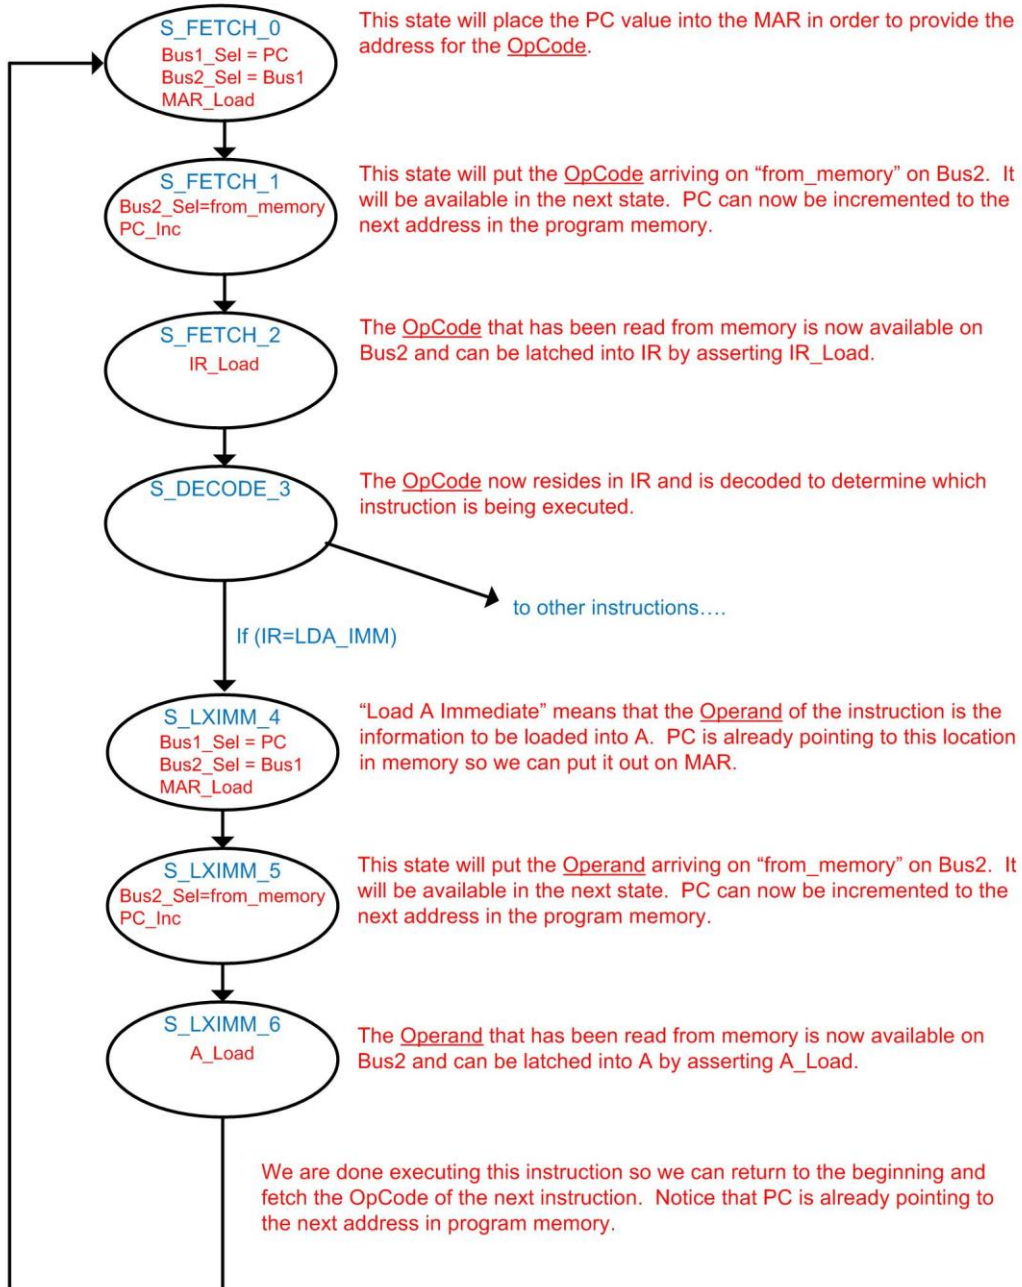 S_FETCH_0
Bus1_Sel = PC
Bus2_Sel = Bus1
MAR_Load
This state will place the PC value into the MAR in order to provide the
address for the OpCode.
S_FETCH_1
Bus2_Sel=from_memory
PC_Inc
This state will put the OpCode arriving on “from_memory” on Bus2.  It
will be available in the next state.  PC can now be incremented to the
next address in the program memory.
S_FETCH_2
IR_Load
The OpCode that has been read from memory is now available on
Bus2 and can be latched into IR by asserting IR_Load.
S_DECODE_3
The OpCode now resides in IR and is decoded to determine which
instruction is being executed.
to other instructions….
If (IR=LDA_IMM)
S_LXIMM_4
Bus1_Sel = PC
Bus2_Sel = Bus1
MAR_Load
“Load A Immediate” means that the Operand of the instruction is the
information to be loaded into A.  PC is already pointing to this location
in memory so we can put it out on MAR.
S_LXIMM_5
Bus2_Sel=from_memory
PC_Inc
This state will put the Operand arriving on “from_memory” on Bus2.  It
will be available in the next state.  PC can now be incremented to the
next address in the program memory.
S_LXIMM_6
A_Load
The Operand that has been read from memory is now available on
Bus2 and can be latched into A by asserting A_Load.
We are done executing this instruction so we can return to the beginning and
fetch the OpCode of the next instruction.  Notice that PC is already pointing to
the next address in program memory.